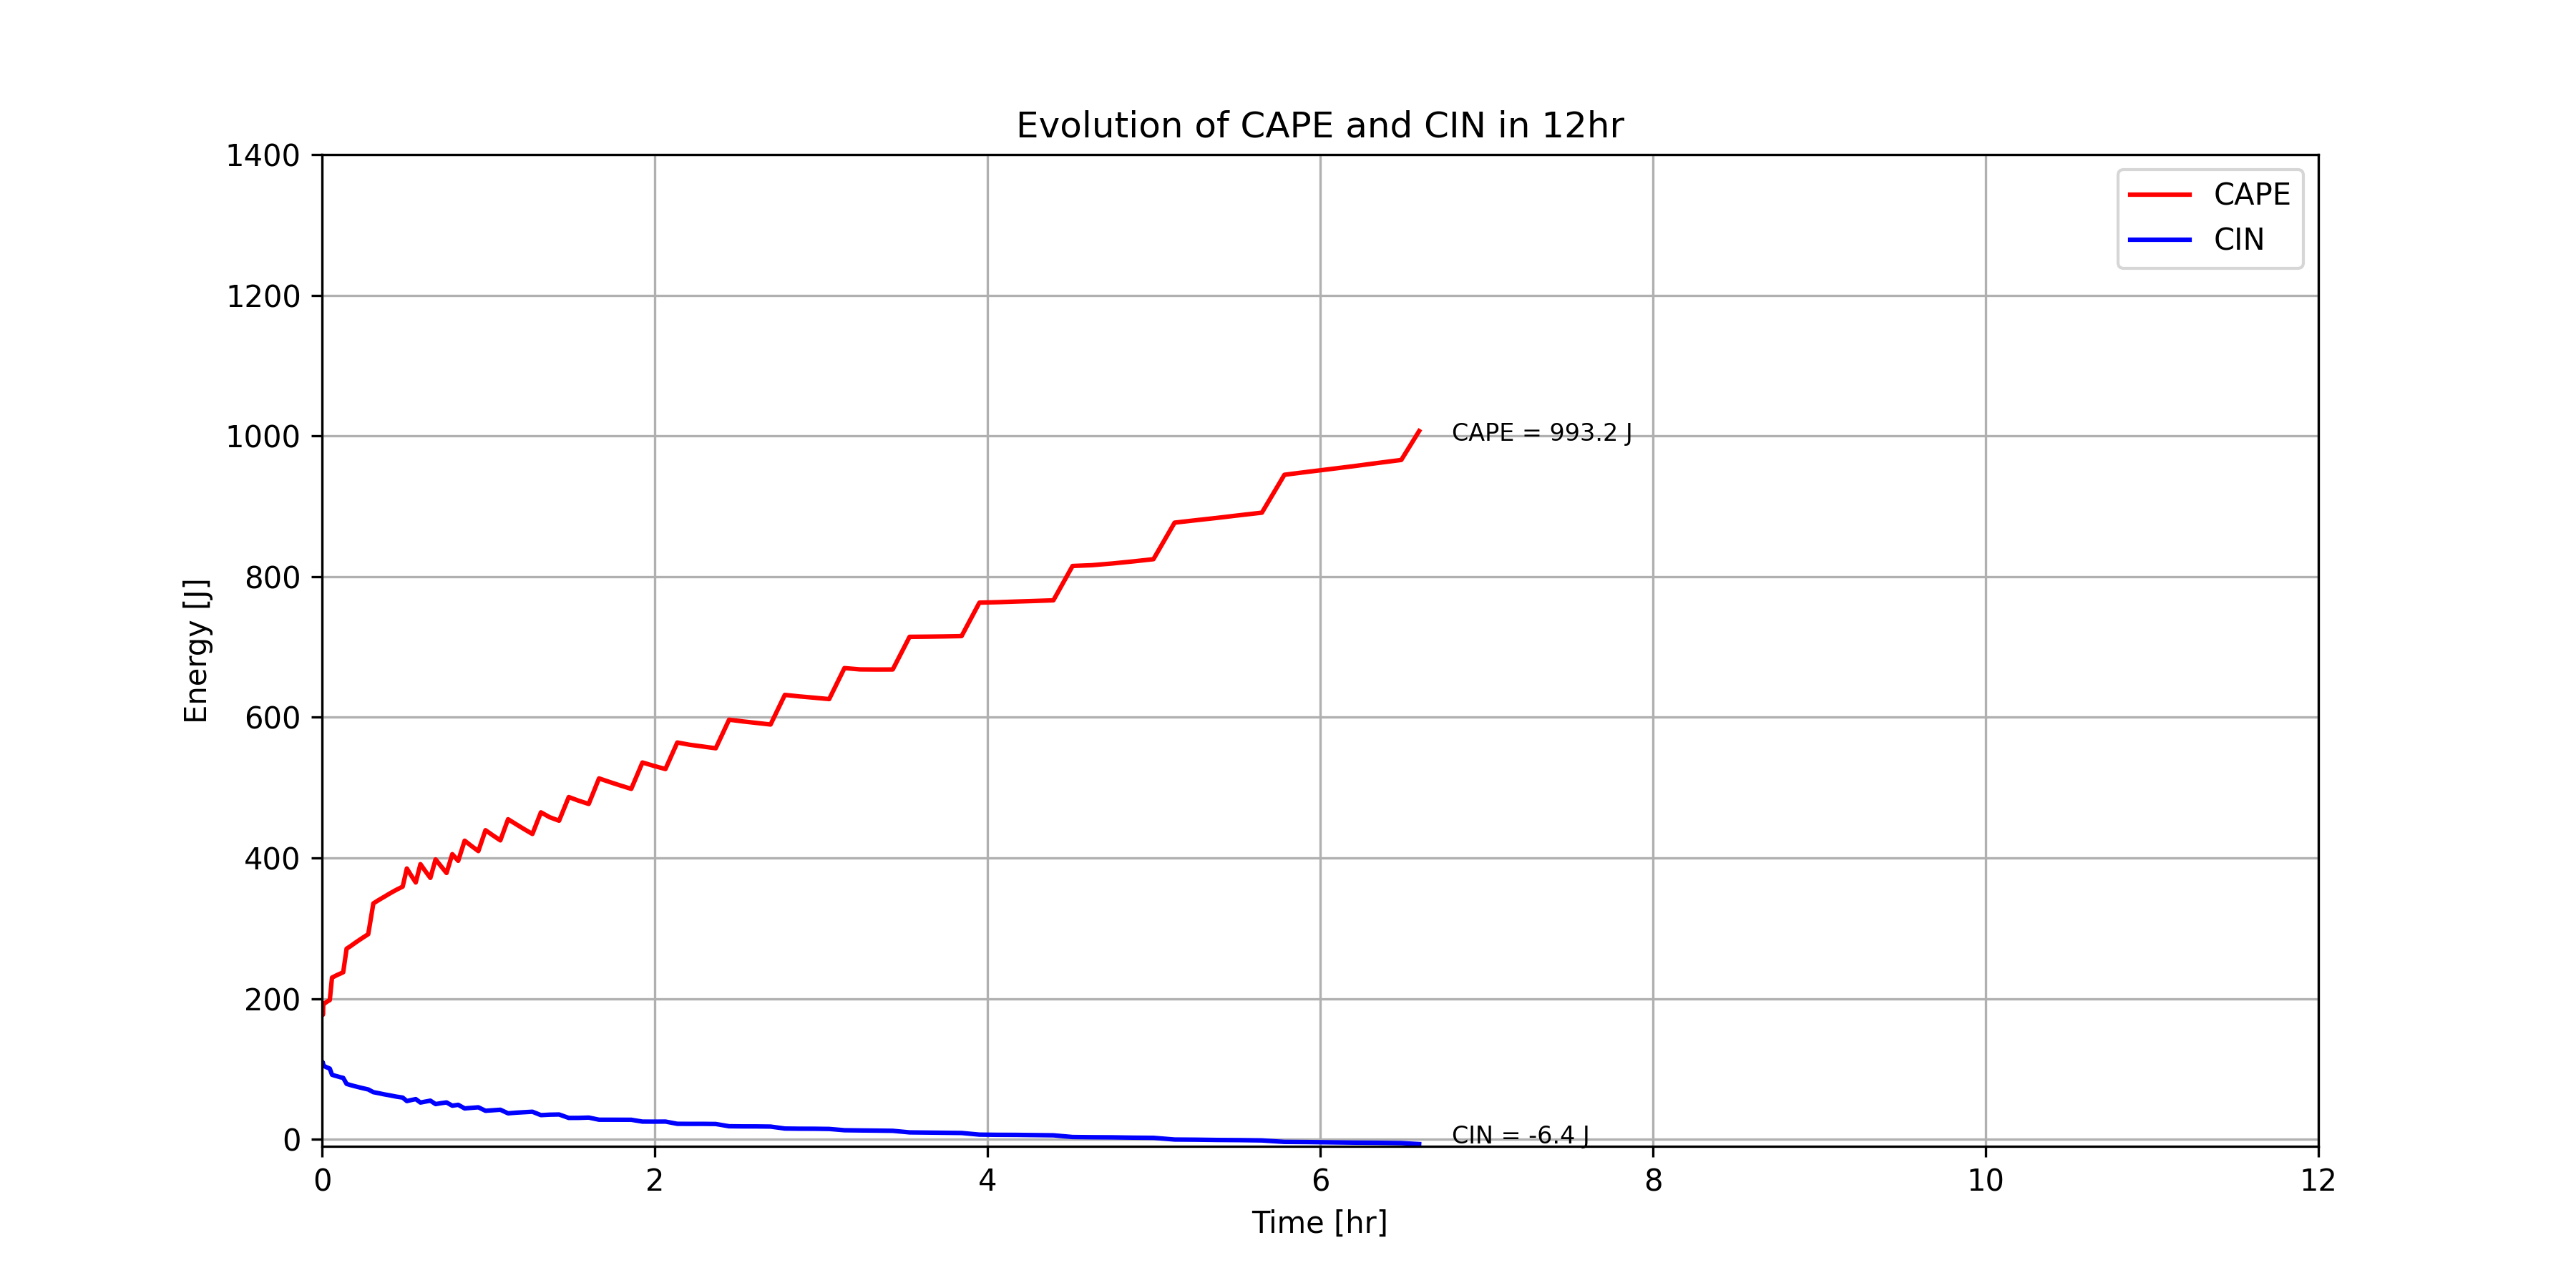 Evolution of CAPE and CIN in 12hr
1400
1200
1000
800
600
400
200
0
Energy [J]
CAPE
CIN
CAPE = 993.2 J
CIN = -6.4 J
0 2 4 6 8 10 12
Time [hr]